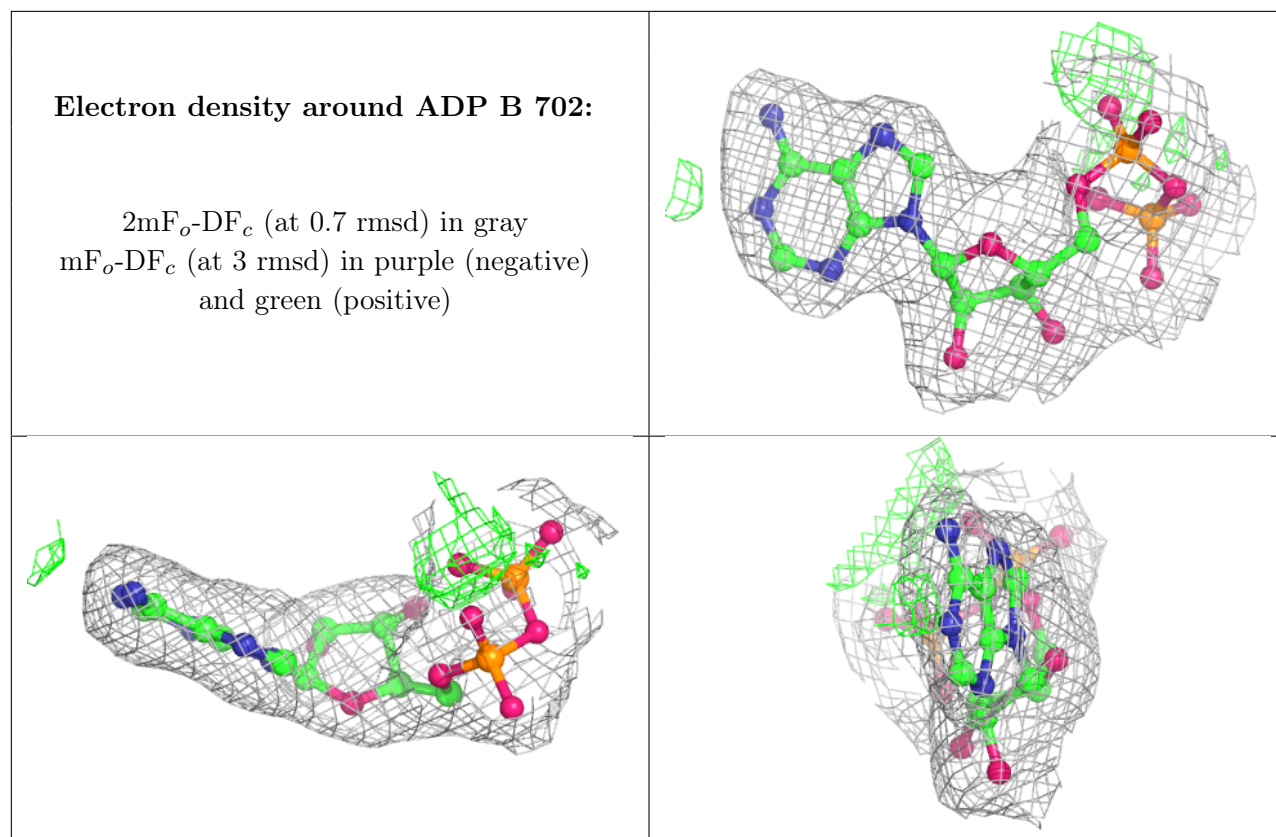 Electron density around ADP B 702:
2mFo-DFc (at 0.7 rmsd) in gray
mFo-DFc (at 3 rmsd) in purple (negative)
and green (positive)